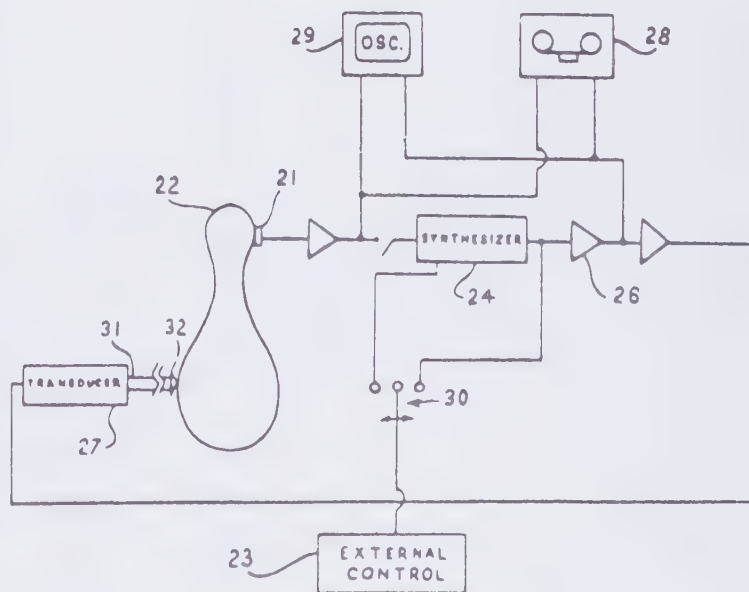 29
OSC.
28
22
21
SYNTHESIZER
24
26
31
32
TRANSDUCER
27
30
23
EXTERNAL
CONTROL